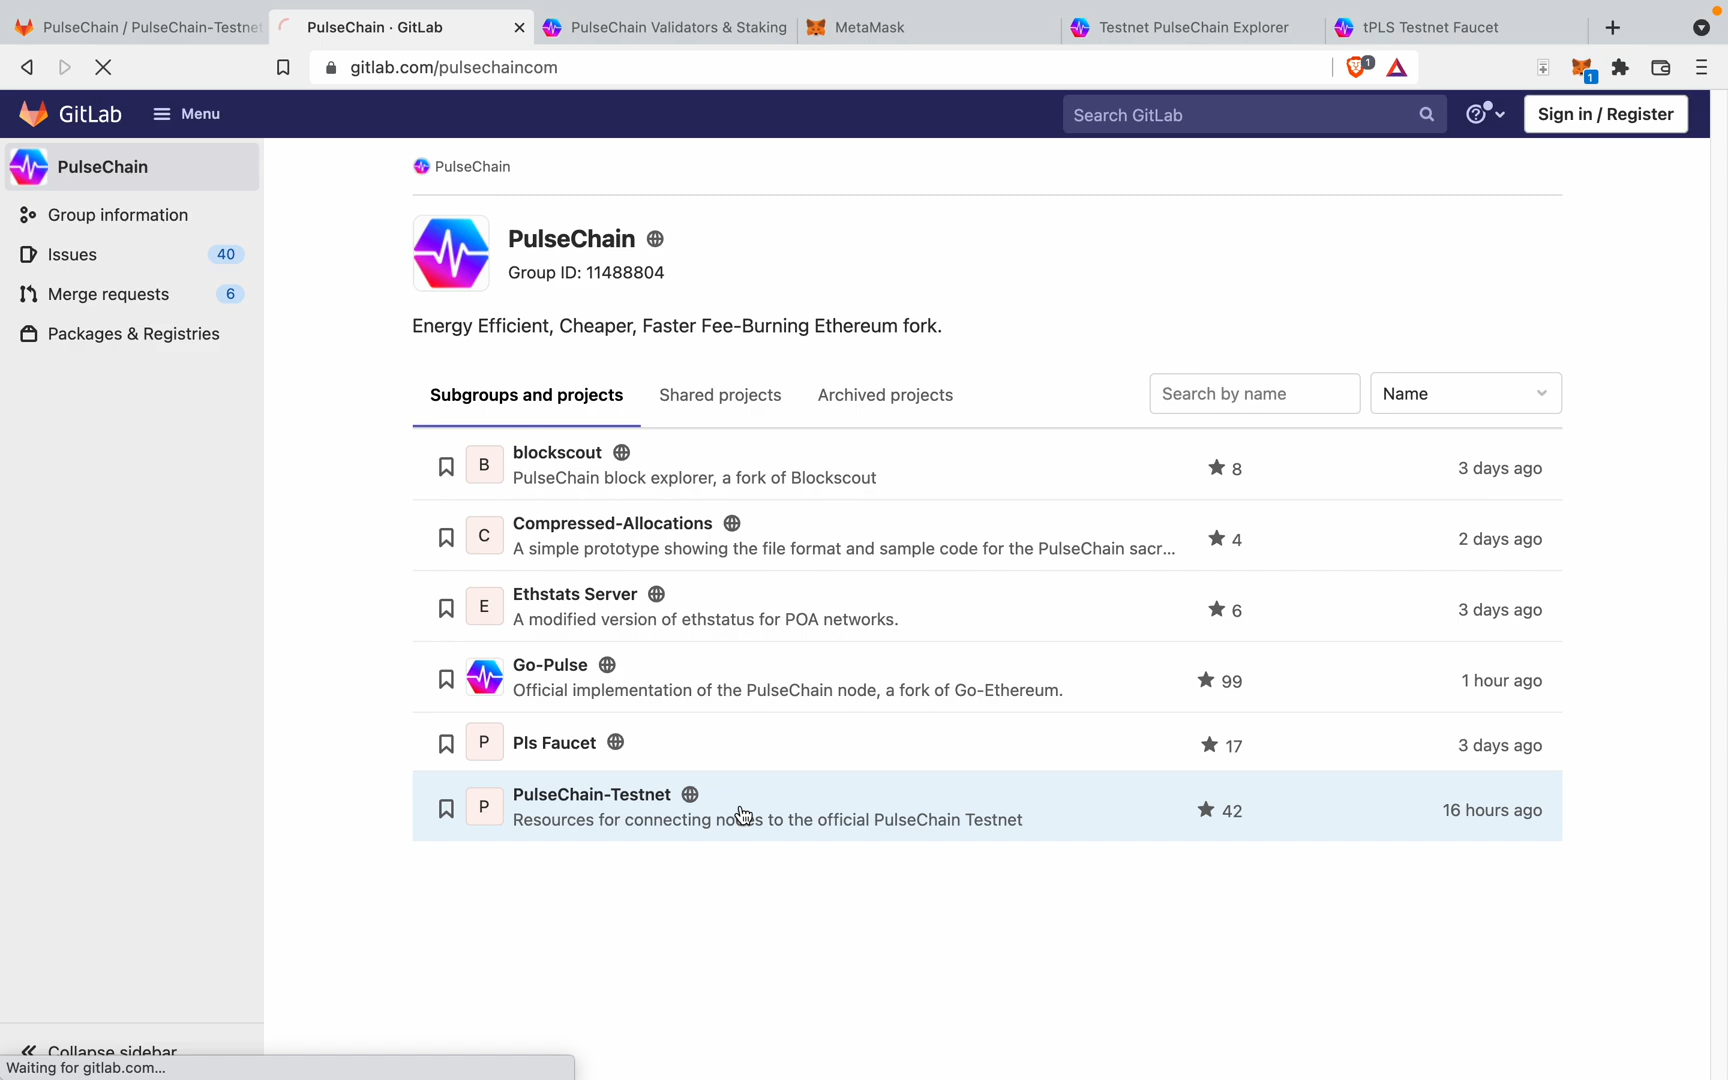 PulseChain / PulseChain-Testnet
PulseChain · GitLab
PulseChain Validators & Staking
MetaMask
Testnet PulseChain Explorer
tPLS Testnet Faucet
gitlab.com/pulsechaincom
1
1
GitLab
Menu
Search GitLab
Sign in / Register
PulseChain
Group information
Issues 40
Merge requests 6
Packages & Registries
PulseChain
PulseChain
Group ID: 11488804
Energy Efficient, Cheaper, Faster Fee-Burning Ethereum fork.
Subgroups and projects
Shared projects
Archived projects
Search by name
Name
B
blockscout
PulseChain block explorer, a fork of Blockscout
8
3 days ago
C
Compressed-Allocations
A simple prototype showing the file format and sample code for the PulseChain sacr...
4
2 days ago
E
Ethstats Server
A modified version of ethstatus for POA networks.
6
3 days ago
Go-Pulse
Official implementation of the PulseChain node, a fork of Go-Ethereum.
99
1 hour ago
P
Pls Faucet
17
3 days ago
P
PulseChain-Testnet
Resources for connecting nodes to the official PulseChain Testnet
42
16 hours ago
Collapse sidebar
Waiting for gitlab.com...